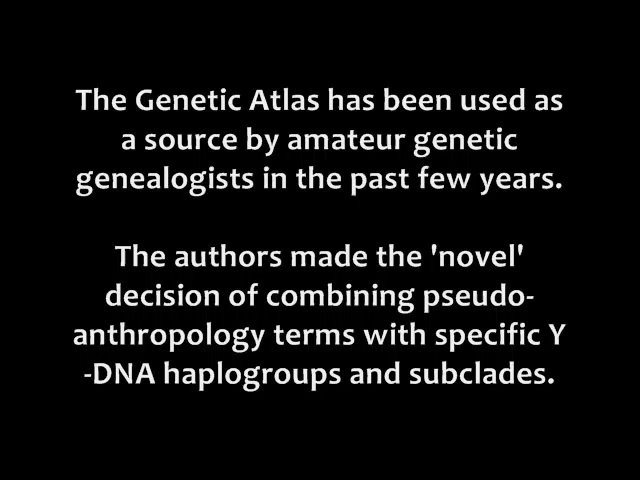 The Genetic Atlas has been used as
a source by amateur genetic
genealogists in the past few years.
The authors made the 'novel'
decision of combining pseudo-
anthropology terms with specific Y
-DNA haplogroups and subclades.